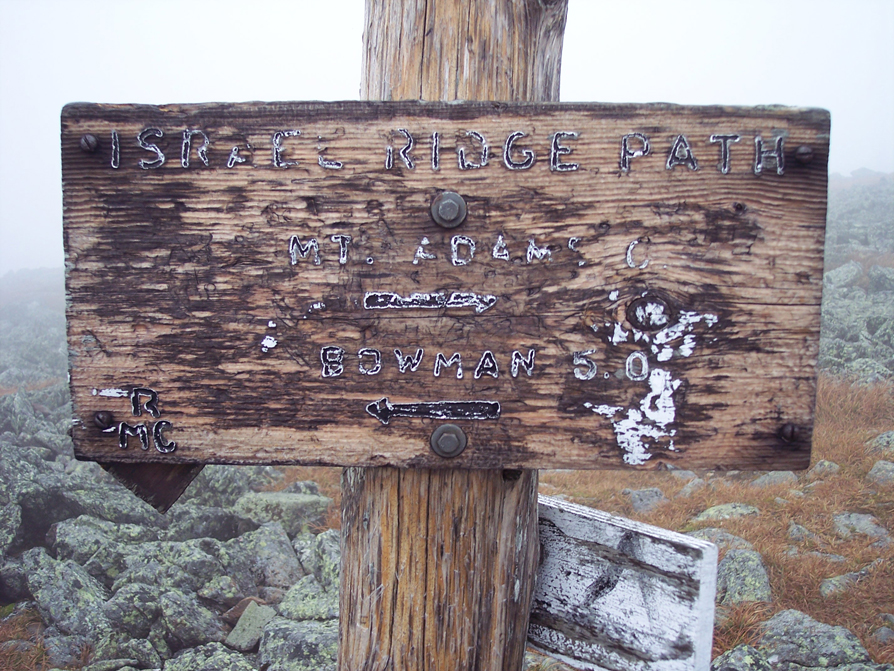 ISRAEL RIDGE PATH
MT. ADAMS
BOWMAN 5.0
R
MC